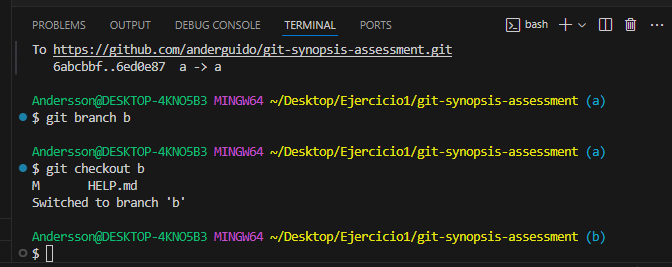 PROBLEMS OUTPUT DEBUG CONSOLE TERMINAL PORTS bash
To https://github.com/anderguido/git-synopsis-assessment.git
6abcbbf..6ed0e87 a -> a
Andersson@DESKTOP-4KNO5B3 MINGW64 ~/Desktop/Ejercicio1/git-synopsis-assessment (a)
$ git branch b
Andersson@DESKTOP-4KNO5B3 MINGW64 ~/Desktop/Ejercicio1/git-synopsis-assessment (a)
$ git checkout b
M HELP.md
Switched to branch 'b'
Andersson@DESKTOP-4KNO5B3 MINGW64 ~/Desktop/Ejercicio1/git-synopsis-assessment (b)
$